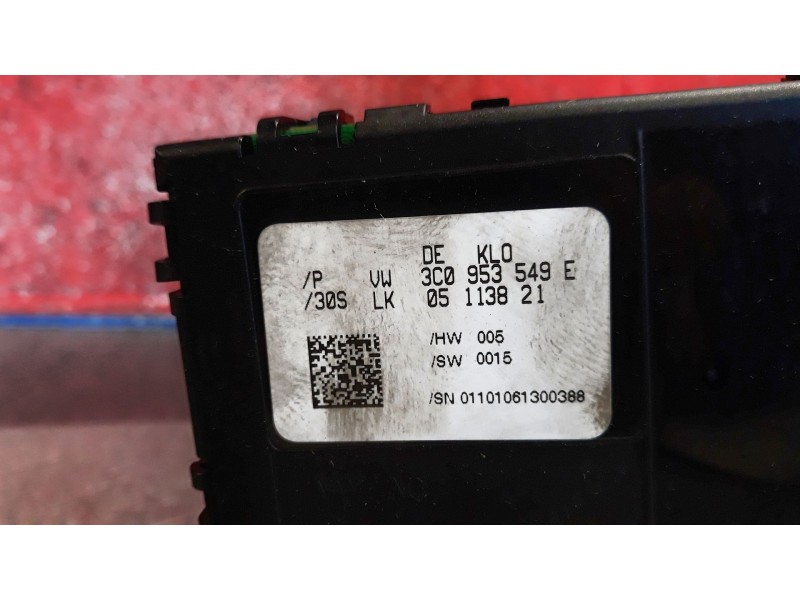 DE KLO
/P VW 3C0 953 549 E
/30S LK 05 1138 21
/HW 005
/SW 0015
/SN 01101061300388